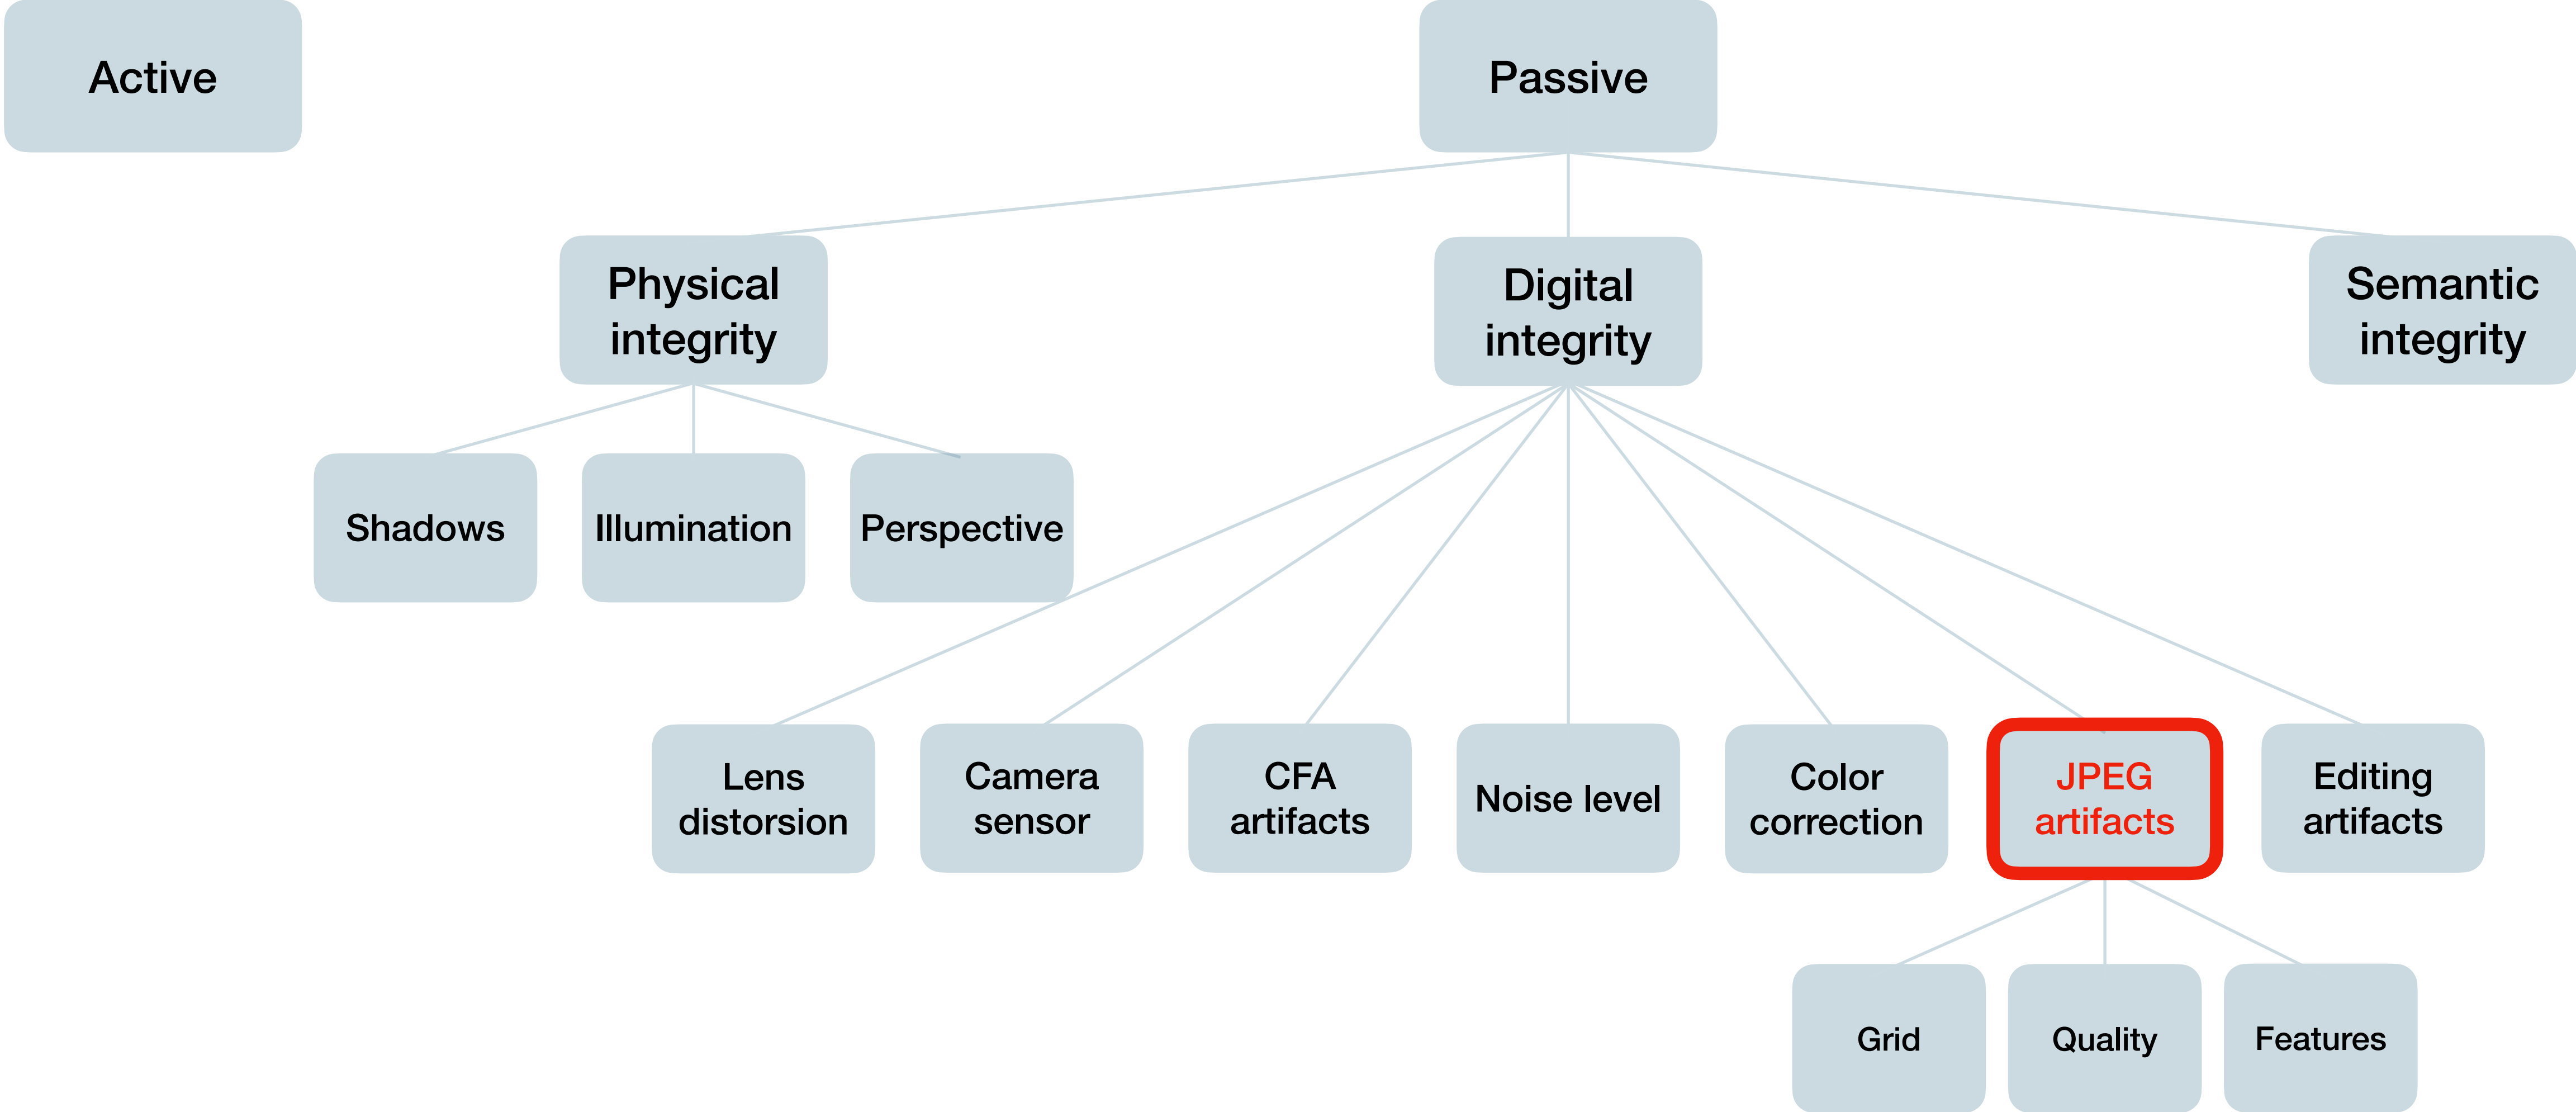 Active
Passive
Physical
integrity
Digital
integrity
Semantic
integrity
Shadows
Illumination
Perspective
Lens
distorsion
Camera
sensor
CFA
artifacts
Noise level
Color
correction
JPEG
artifacts
Editing
artifacts
Grid
Quality
Features